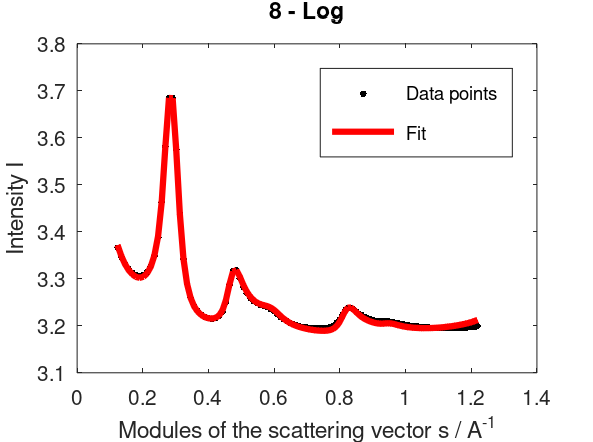 8 - Log
3.8
3.7
3.6
3.5
3.4
3.3
3.2
3.1
Intensity I
Data points
Fit
0 0.2 0.4 0.6 0.8 1 1.2 1.4
Modules of the scattering vector s / A⁻¹